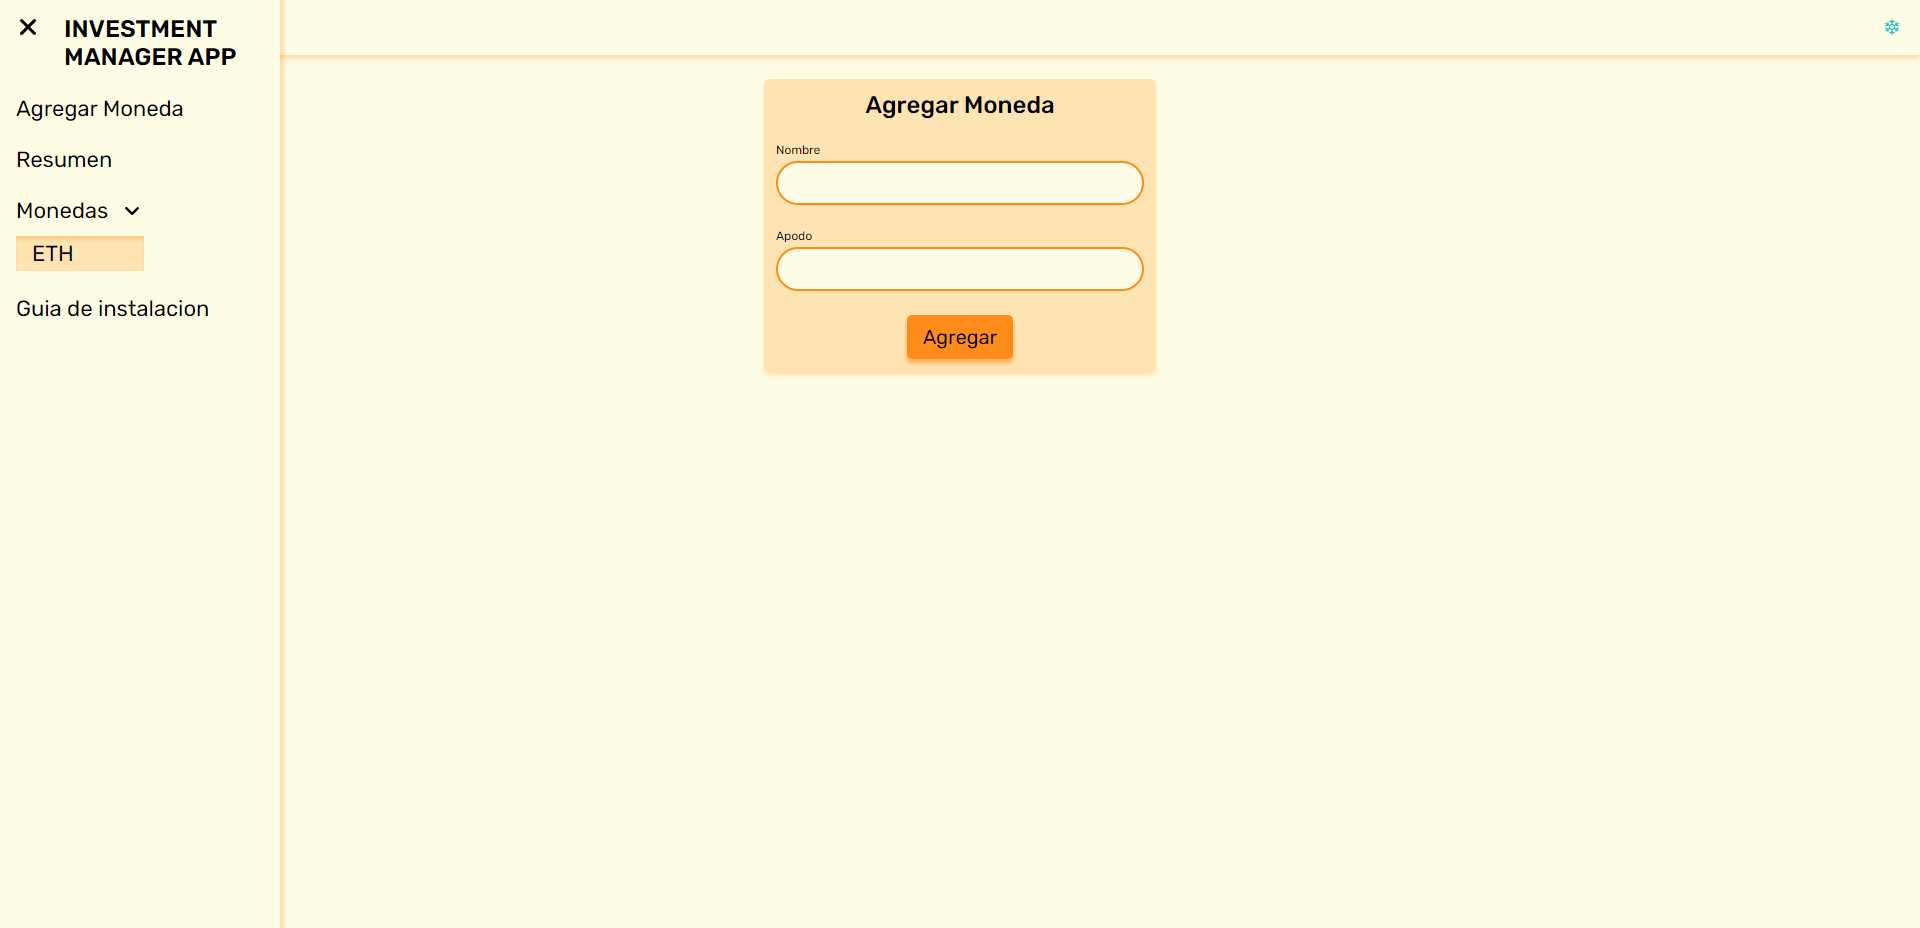 INVESTMENT
MANAGER APP
Agregar Moneda
Resumen
Monedas
ETH
Guia de instalacion
Agregar Moneda
Nombre
Apodo
Agregar